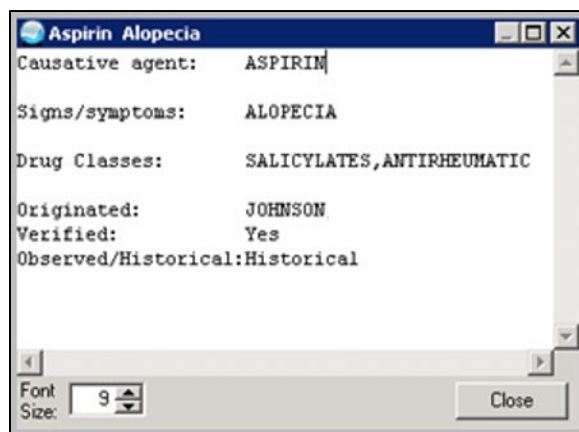 Aspirin Alopecia
Causative agent: ASPIRIN
Signs/symptoms: ALOPECIA
Drug Classes: SALICYLATES,ANTIRHEUMATIC
Originated: JOHNSON
Verified: Yes
Observed/Historical:Historical
Font
Size: 9
Close